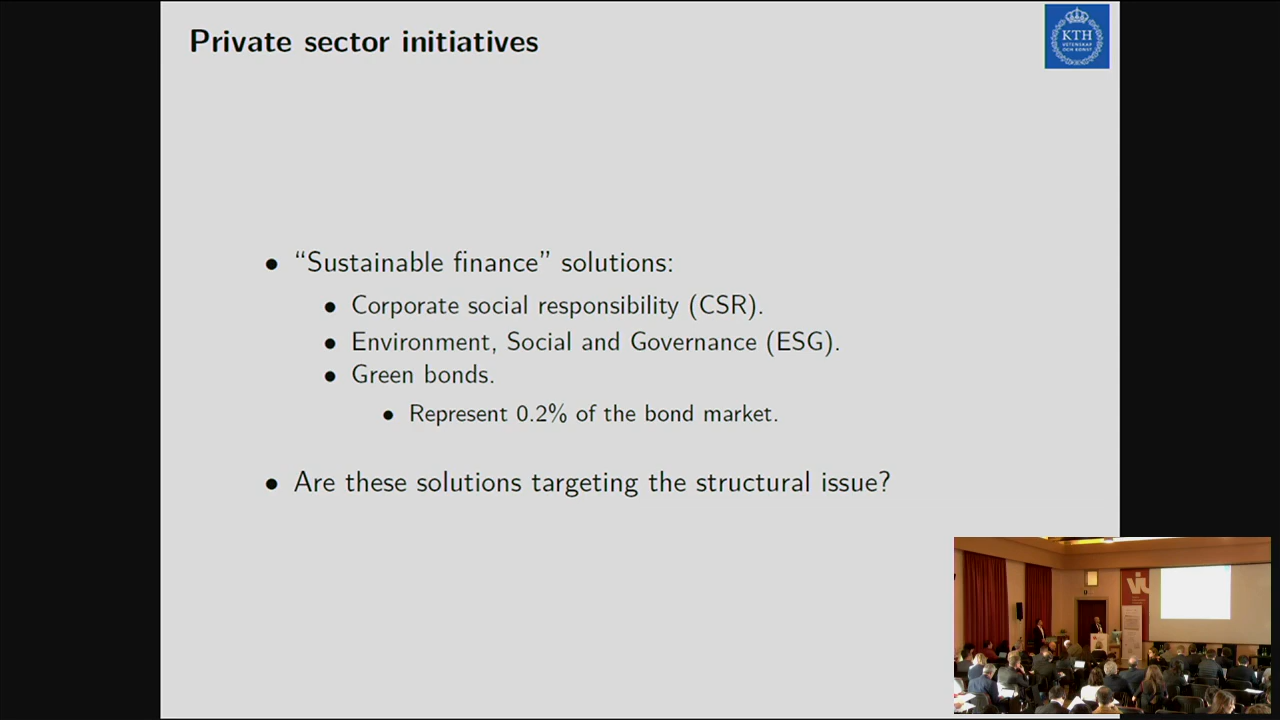 Private sector initiatives
KTH
VETENSKAP
OCH KONST
• “Sustainable finance” solutions:
• Corporate social responsibility (CSR).
• Environment, Social and Governance (ESG).
• Green bonds.
• Represent 0.2% of the bond market.
• Are these solutions targeting the structural issue?